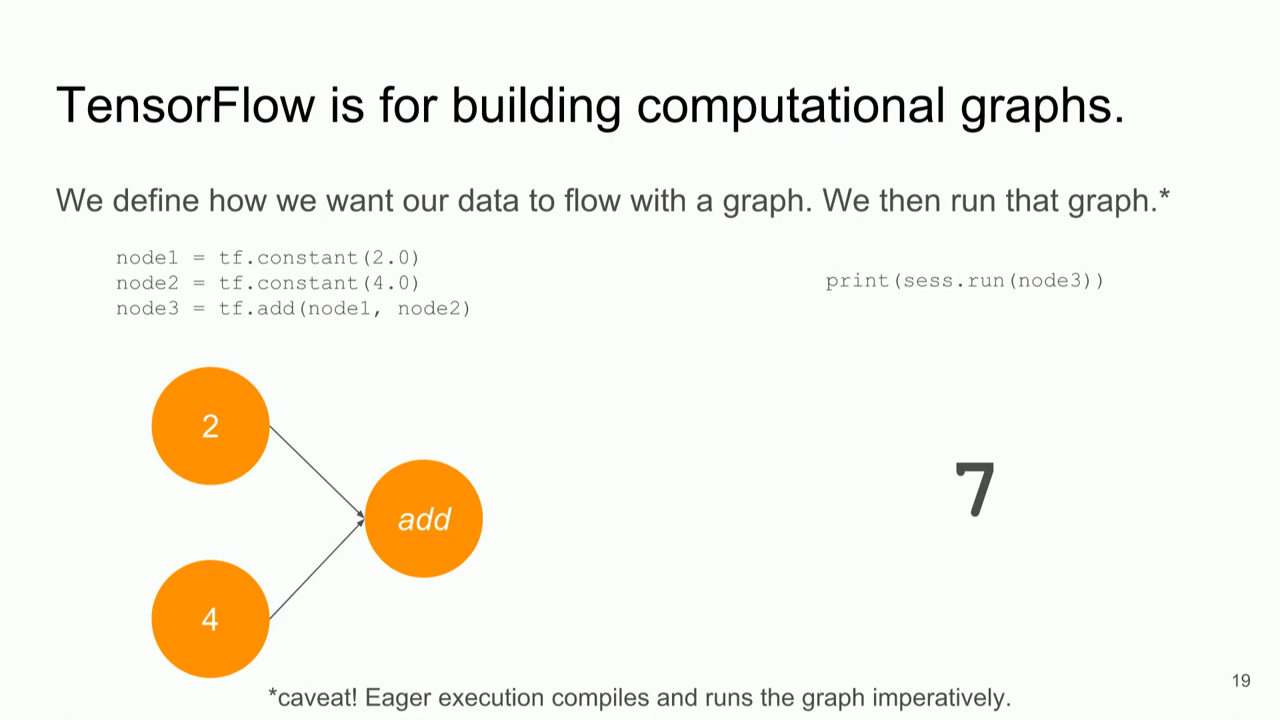 TensorFlow is for building computational graphs.
We define how we want our data to flow with a graph. We then run that graph.*
node1 = tf.constant(2.0)
node2 = tf.constant(4.0)
node3 = tf.add(node1, node2)
print(sess.run(node3))
2
add
4
7
19
*caveat! Eager execution compiles and runs the graph imperatively.